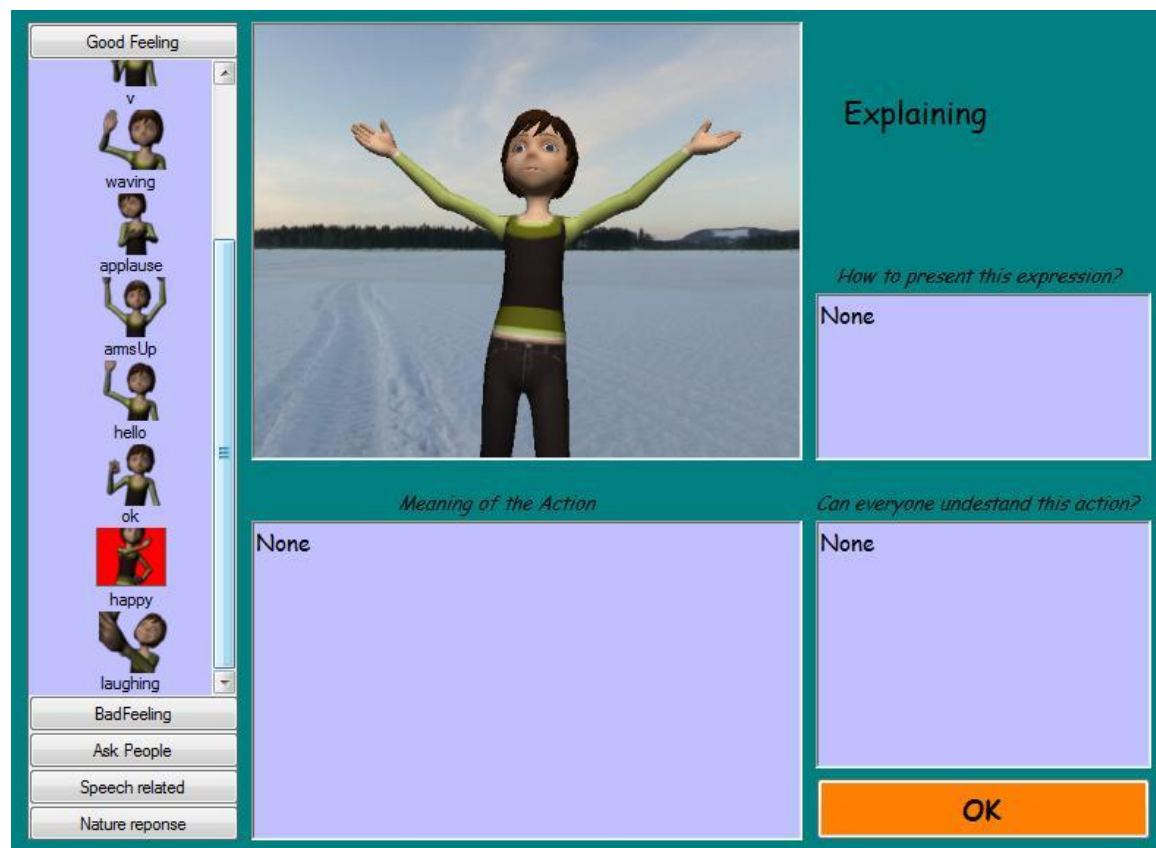 Good Feeling
v
waving
applause
armsUp
hello
ok
happy
laughing
BadFeeling
Ask People
Speech related
Nature reponse
Explaining
How to present this expression?
None
Meaning of the Action
None
Can everyone undestand this action?
None
OK